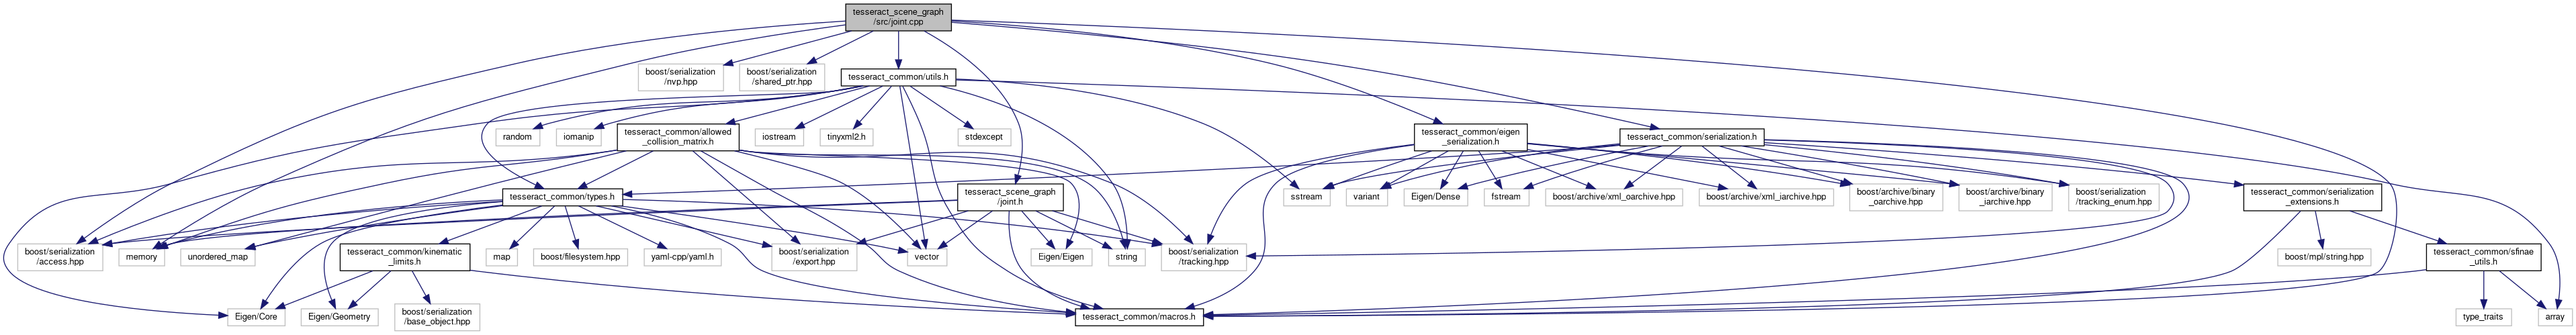 tesseract_scene_graph
/src/joint.cpp
boost/serialization
/nvp.hpp
boost/serialization
/shared_ptr.hpp
tesseract_common/utils.h
random
iomanip
tesseract_common/allowed
_collision_matrix.h
iostream
tinyxml2.h
stdexcept
tesseract_common/eigen
_serialization.h
tesseract_common/serialization.h
tesseract_common/types.h
tesseract_scene_graph
/joint.h
sstream
variant
Eigen/Dense
fstream
boost/archive/xml_oarchive.hpp
boost/archive/xml_iarchive.hpp
boost/archive/binary
_oarchive.hpp
boost/archive/binary
_iarchive.hpp
boost/serialization
/tracking_enum.hpp
tesseract_common/serialization
_extensions.h
boost/serialization
/access.hpp
memory
unordered_map
tesseract_common/kinematic
_limits.h
map
boost/filesystem.hpp
yaml-cpp/yaml.h
boost/serialization
/export.hpp
vector
Eigen/Eigen
string
boost/serialization
/tracking.hpp
boost/mpl/string.hpp
tesseract_common/sfinae
_utils.h
Eigen/Core
Eigen/Geometry
boost/serialization
/base_object.hpp
tesseract_common/macros.h
type_traits
array